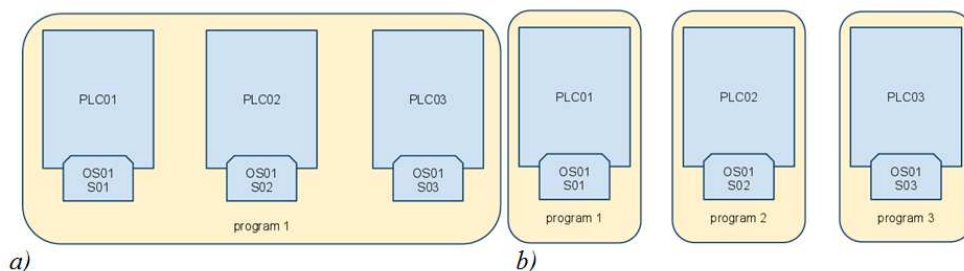 PLC01
PLC02
PLC03
OS01
S01
OS01
S02
OS01
S03
program 1
a)
PLC01
PLC02
PLC03
OS01
S01
OS01
S02
OS01
S03
program 1
program 2
program 3
b)